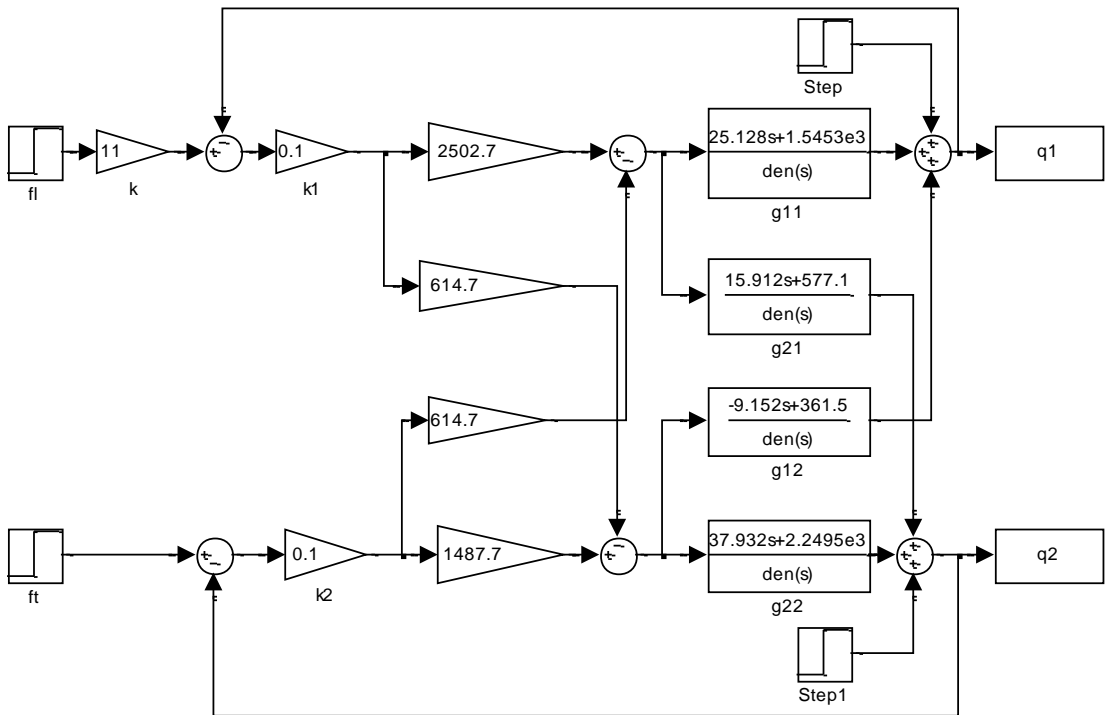 Step
fl
11
k
0.1
k1
2502.7
25.128s+1.5453e3
den(s)
g11
q1
614.7
15.912s+577.1
den(s)
g21
614.7
-9.152s+361.5
den(s)
g12
ft
0.1
k2
1487.7
37.932s+2.2495e3
den(s)
g22
q2
Step1